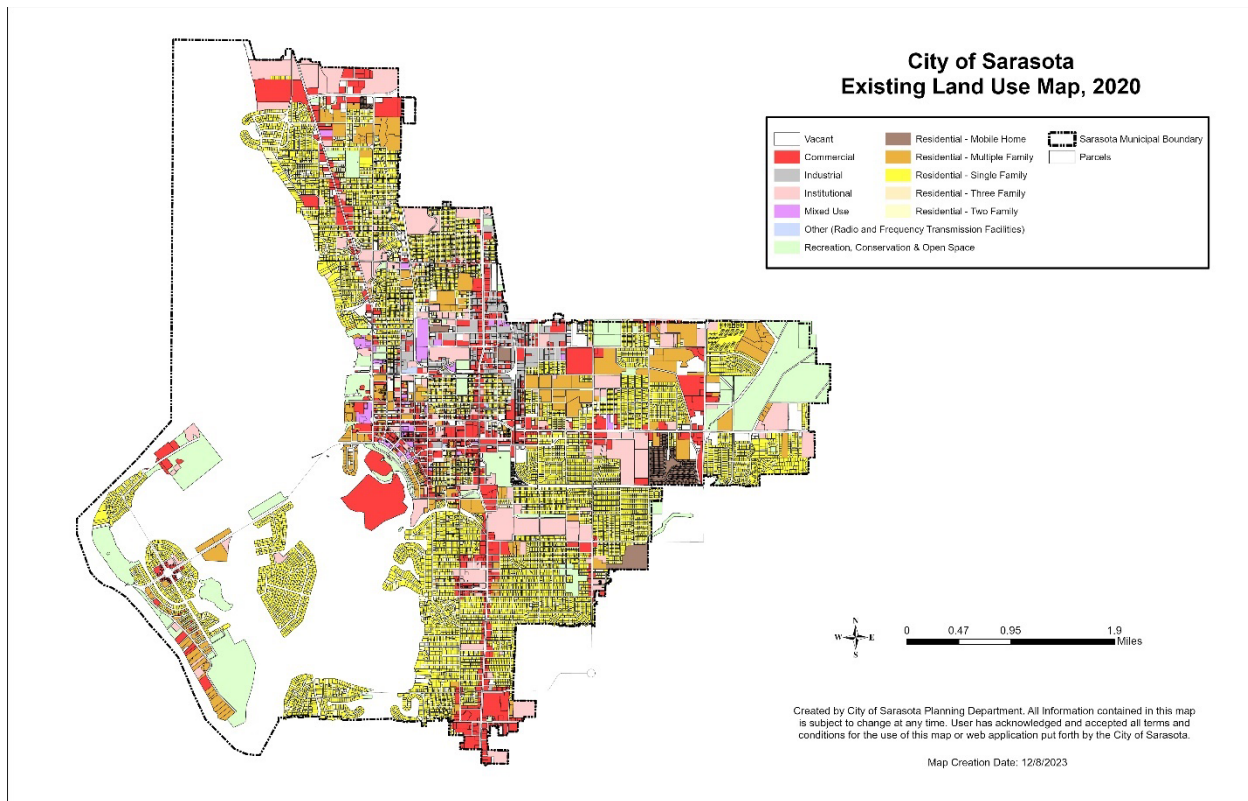 City of Sarasota
Existing Land Use Map, 2020
Vacant
Commercial
Industrial
Institutional
Mixed Use
Other (Radio and Frequency Transmission Facilities)
Recreation, Conservation & Open Space
Residential - Mobile Home
Residential - Multiple Family
Residential - Single Family
Residential - Three Family
Residential - Two Family
Sarasota Municipal Boundary
Parcels
N
W E
S
0 0.47 0.95 1.9
Miles
Created by City of Sarasota Planning Department. All Information contained in this map
is subject to change at any time. User has acknowledged and accepted all terms and
conditions for the use of this map or web application put forth by the City of Sarasota.
Map Creation Date: 12/8/2023